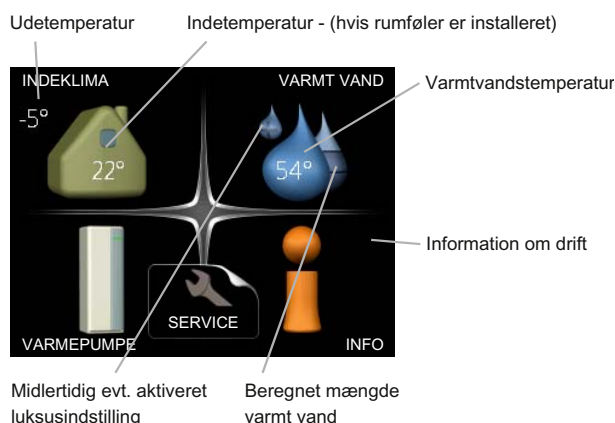 Udetemperatur
Indetemperatur - (hvis rumføler er installeret)
INDEKLIMA
VARMT VAND
Varmtvandstemperatur
-5°
22°
54°
Information om drift
SERVICE
VARMEPUMPE
INFO
Midlertidig evt. aktiveret
luksusindstilling
Beregnet mængde
varmt vand